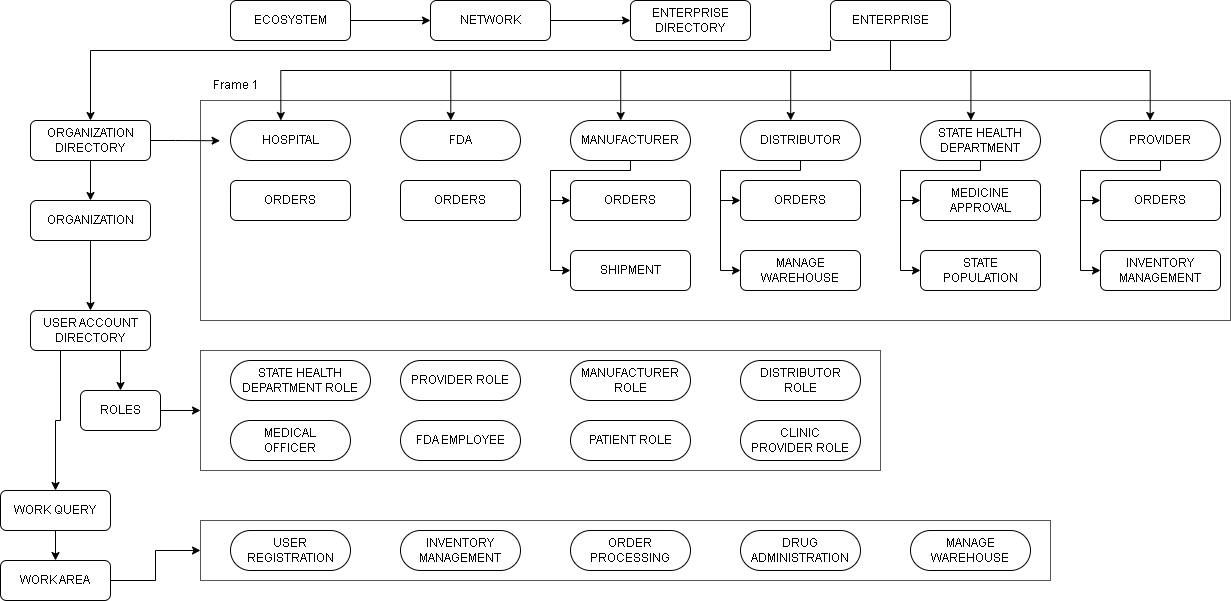 ECOSYSTEM
NETWORK
ENTERPRISE
DIRECTORY
ENTERPRISE
Frame 1
ORGANIZATION
DIRECTORY
HOSPITAL
FDA
MANUFACTURER
DISTRIBUTOR
STATE HEALTH
DEPARTMENT
PROVIDER
ORDERS
ORDERS
ORDERS
ORDERS
MEDICINE
APPROVAL
ORDERS
ORGANIZATION
SHIPMENT
MANAGE
WAREHOUSE
STATE
POPULATION
INVENTORY
MANAGEMENT
USER ACCOUNT
DIRECTORY
STATE HEALTH
DEPARTMENT ROLE
PROVIDER ROLE
MANUFACTURER
ROLE
DISTRIBUTOR
ROLE
ROLES
MEDICAL
OFFICER
FDA EMPLOYEE
PATIENT ROLE
CLINIC
PROVIDER ROLE
WORK QUERY
USER
REGISTRATION
INVENTORY
MANAGEMENT
ORDER
PROCESSING
DRUG
ADMINISTRATION
MANAGE
WAREHOUSE
WORK AREA